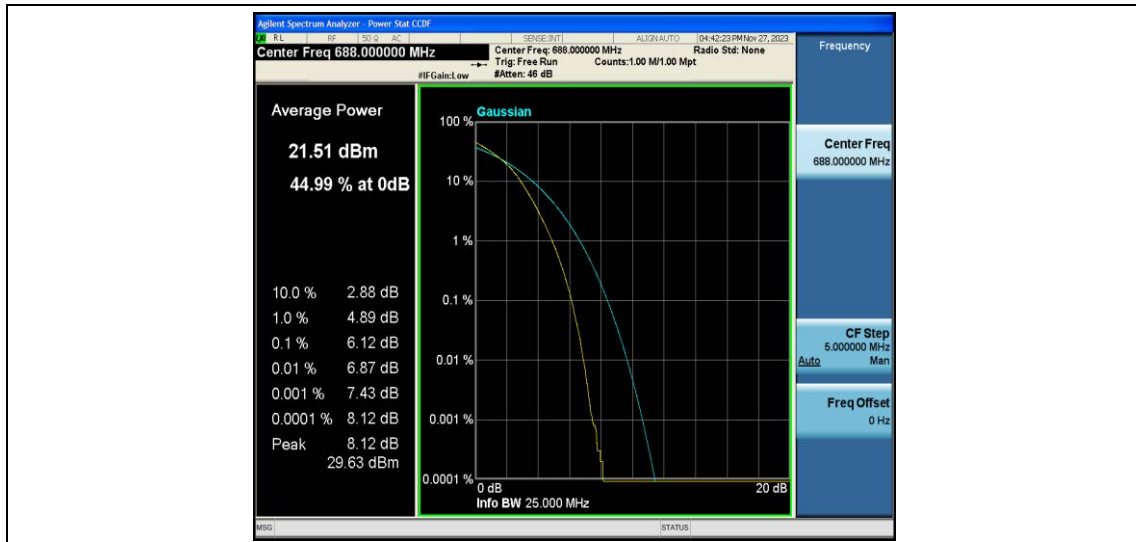 Agilent Spectrum Analyzer - Power Stat CCDF
RL RF 50 Ω AC SENSE:INT ALIGN AUTO 04:42:23 PM Nov 27, 2023
Center Freq 688.000000 MHz
Center Freq: 688.000000 MHz Radio Std: None
Trig: Free Run Counts:1.00 M/1.00 Mpt
#IFGain:Low #Atten: 46 dB
Frequency
Average Power
21.51 dBm
44.99 % at 0dB
10.0 % 2.88 dB
1.0 % 4.89 dB
0.1 % 6.12 dB
0.01 % 6.87 dB
0.001 % 7.43 dB
0.0001 % 8.12 dB
Peak 8.12 dB
29.63 dBm
Gaussian
100 %
10 %
1 %
0.1 %
0.01 %
0.001 %
0.0001 %
0 dB 20 dB
Info BW 25.000 MHz
Center Freq
688.000000 MHz
CF Step
5.000000 MHz
Auto Man
Freq Offset
0 Hz
MSG STATUS